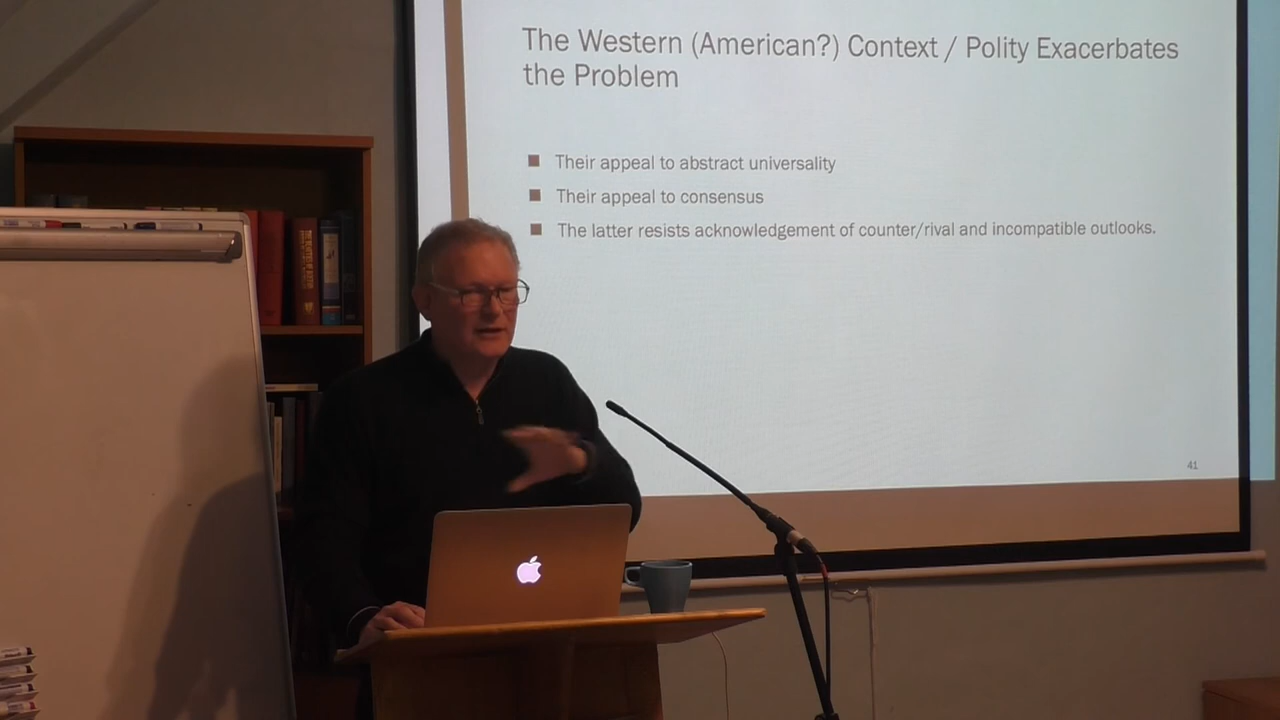 The Western (American?) Context / Polity Exacerbates
the Problem
■ Their appeal to abstract universality
■ Their appeal to consensus
■ The latter resists acknowledgement of counter/rival and incompatible outlooks.
41